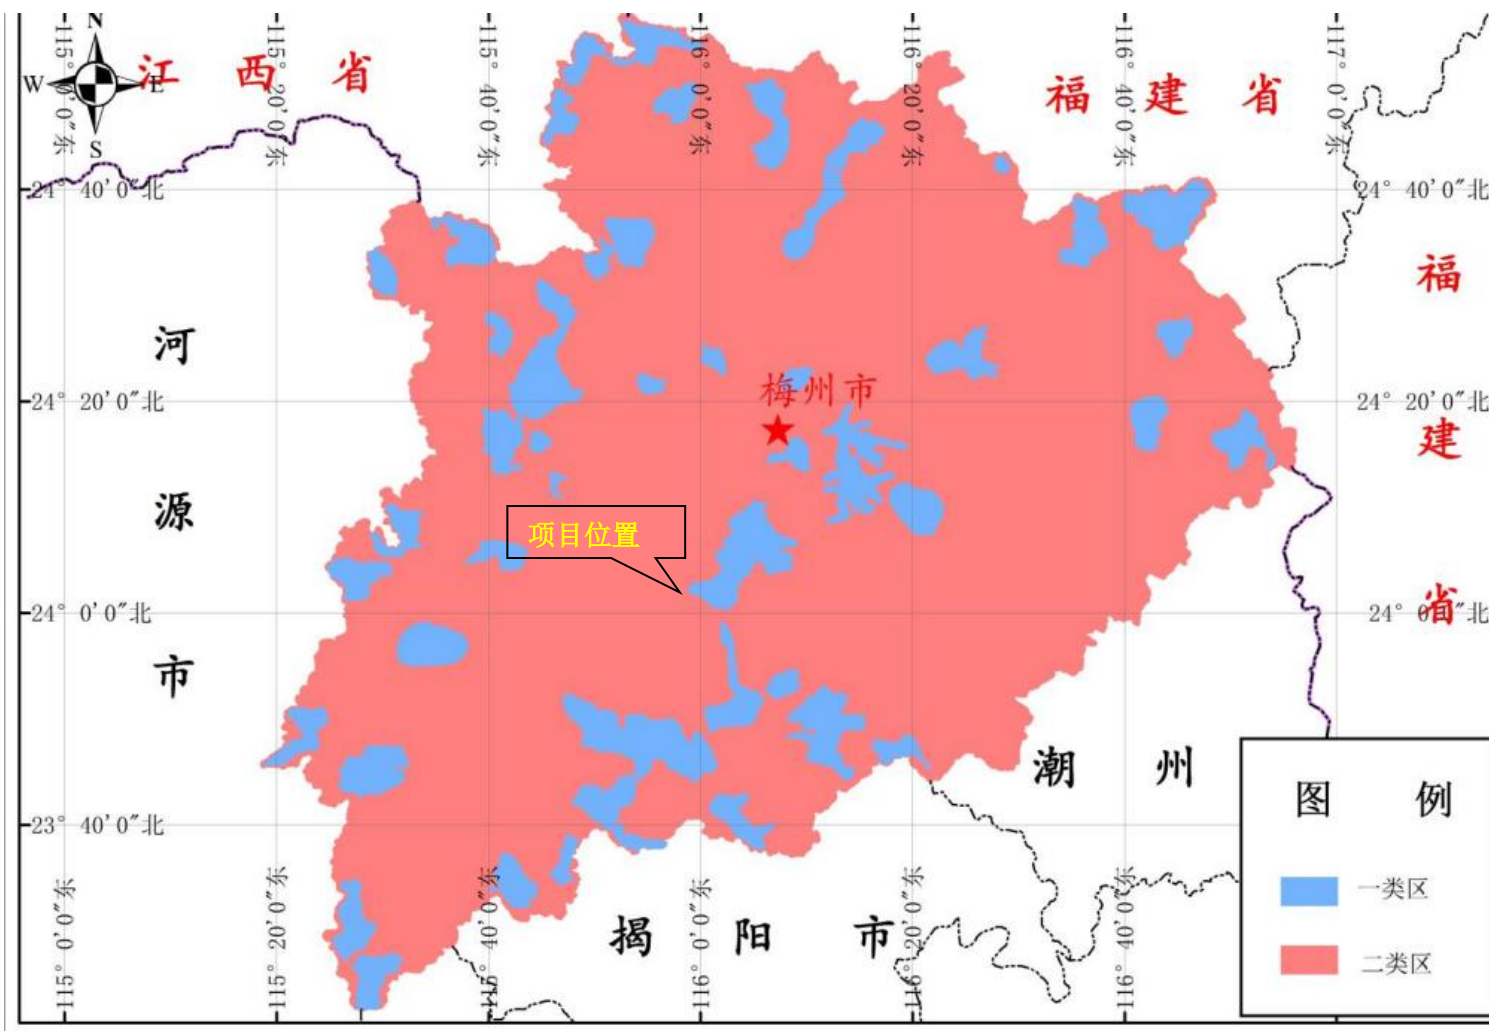 N
W E
S
江西省
福建省
115° 0'0"东
115° 20'0"东
115° 40'0"东
116° 0'0"东
116° 20'0"东
116° 40'0"东
117° 0'0"东
24° 40'0"北
24° 40'0"北
福建省
河源市
梅州市
24° 20'0"北
24° 20'0"北
项目位置
24° 0'0"北
24° 0'0"北
潮州
图例
一类区
二类区
23° 40'0"北
揭阳市
115° 0'0"东
115° 20'0"东
115° 40'0"东
116° 0'0"东
116° 20'0"东
116° 40'0"东